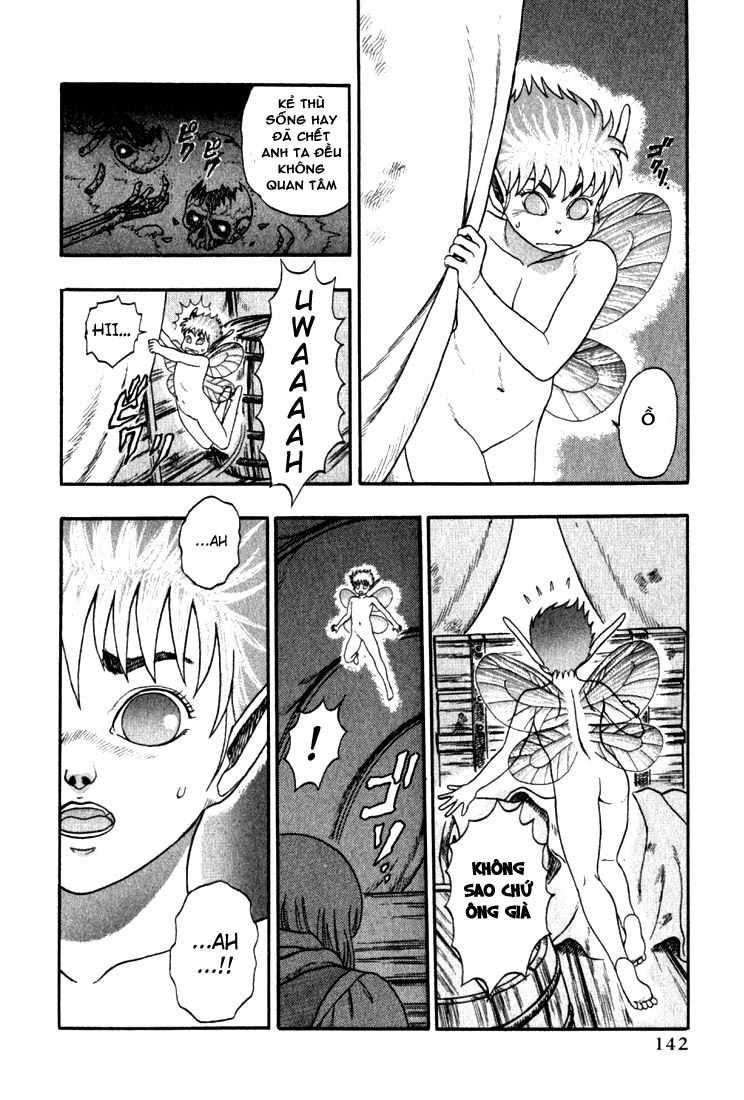 Ồ
KẺ THÙ
SỐNG HAY
ĐÃ CHẾT
ANH TA ĐỀU
KHÔNG
QUAN TÂM
UWAAAAH
HII...
KHÔNG
SAO CHỨ
ÔNG GIÀ
!
...AH
...AH
...!!
142